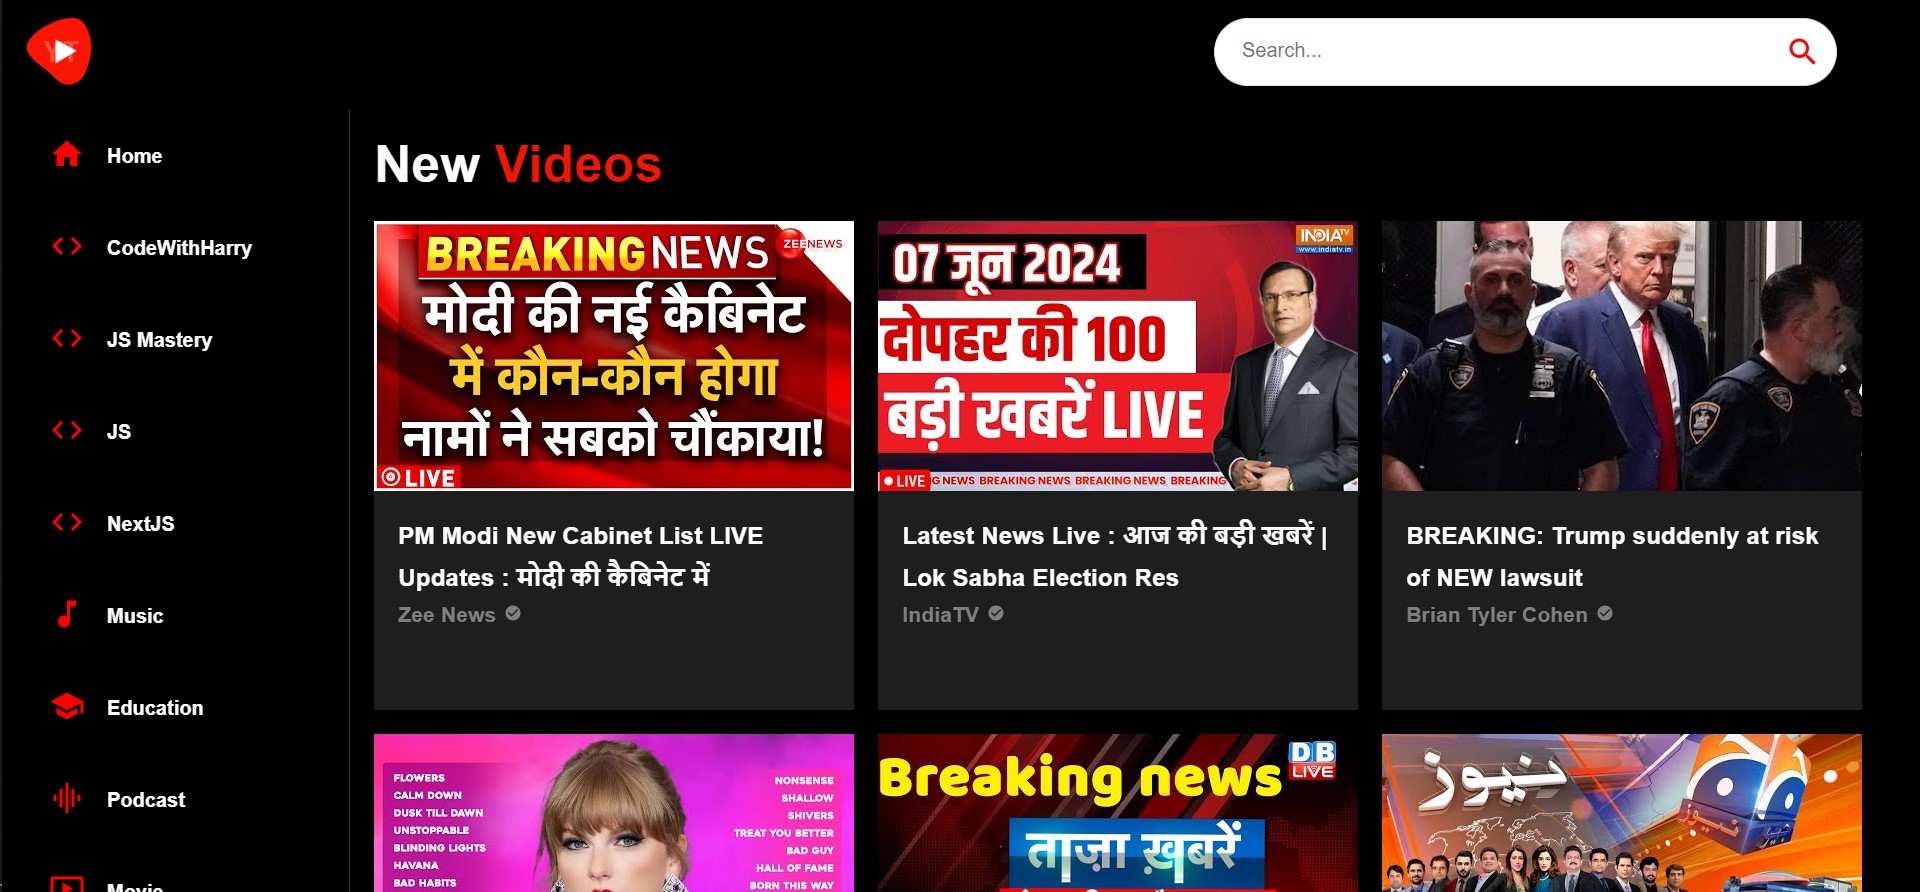 YT
Search...
Home
CodeWithHarry
JS Mastery
JS
NextJS
Music
Education
Podcast
Movie
New Videos
BREAKING NEWS
ZEE NEWS
मोदी की नई कैबिनेट
में कौन-कौन होगा
नामों ने सबको चौंकाया!
LIVE
PM Modi New Cabinet List LIVE
Updates : मोदी की कैबिनेट में
Zee News
INDIA TV
www.indiatv.in
07 जून 2024
दोपहर की 100
बड़ी खबरें LIVE
LIVE
G NEWS BREAKING NEWS BREAKING NEWS BREAKING
Latest News Live : आज की बड़ी खबरें |
Lok Sabha Election Res
IndiaTV
BREAKING: Trump suddenly at risk
of NEW lawsuit
Brian Tyler Cohen
FLOWERS
CALM DOWN
DUSK TILL DAWN
UNSTOPPABLE
BLINDING LIGHTS
HAVANA
BAD HABITS
NONSENSE
SHALLOW
SHIVERS
TREAT YOU BETTER
BAD GUY
HALL OF FAME
BORN THIS WAY
Breaking news
DB
LIVE
ताज़ा ख़बरें
نیوز